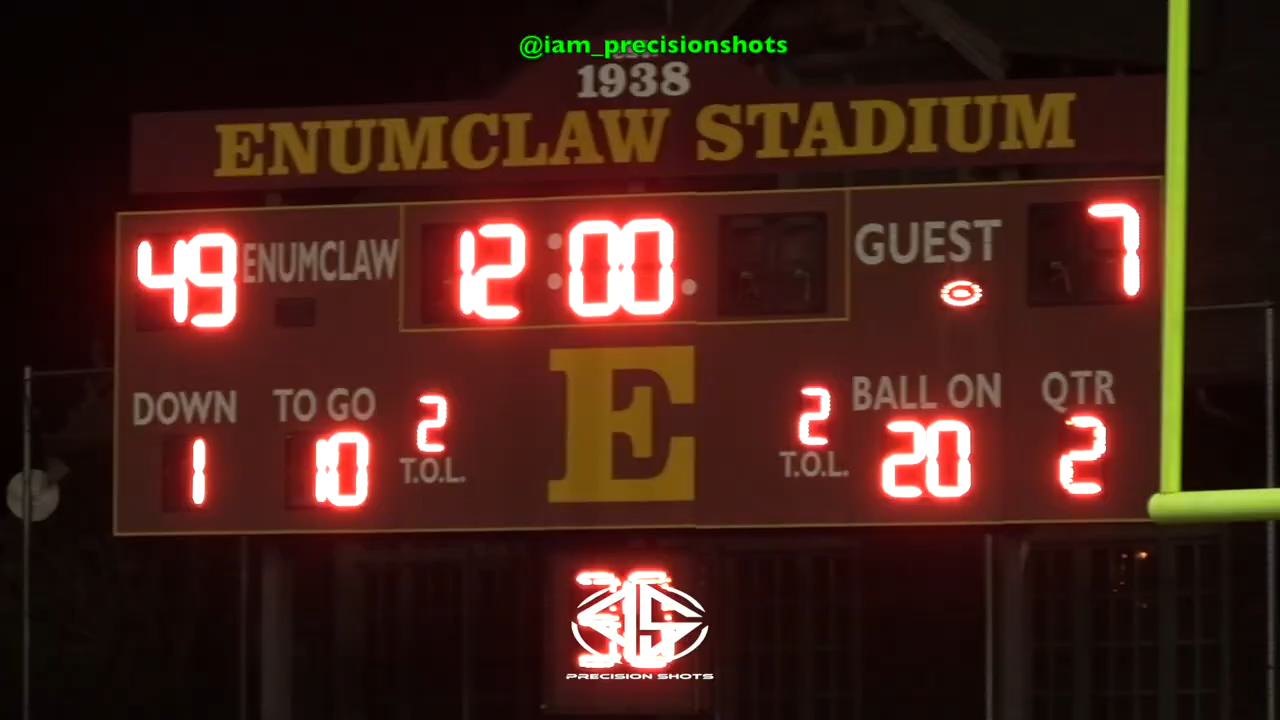 @iam_precisionshots
1938
ENUMCLAW STADIUM
49 ENUMCLAW 12:00. GUEST 7
DOWN TO GO 2 2 BALL ON QTR
1 10 T.O.L. E T.O.L. 20 2
PRECISION SHOTS